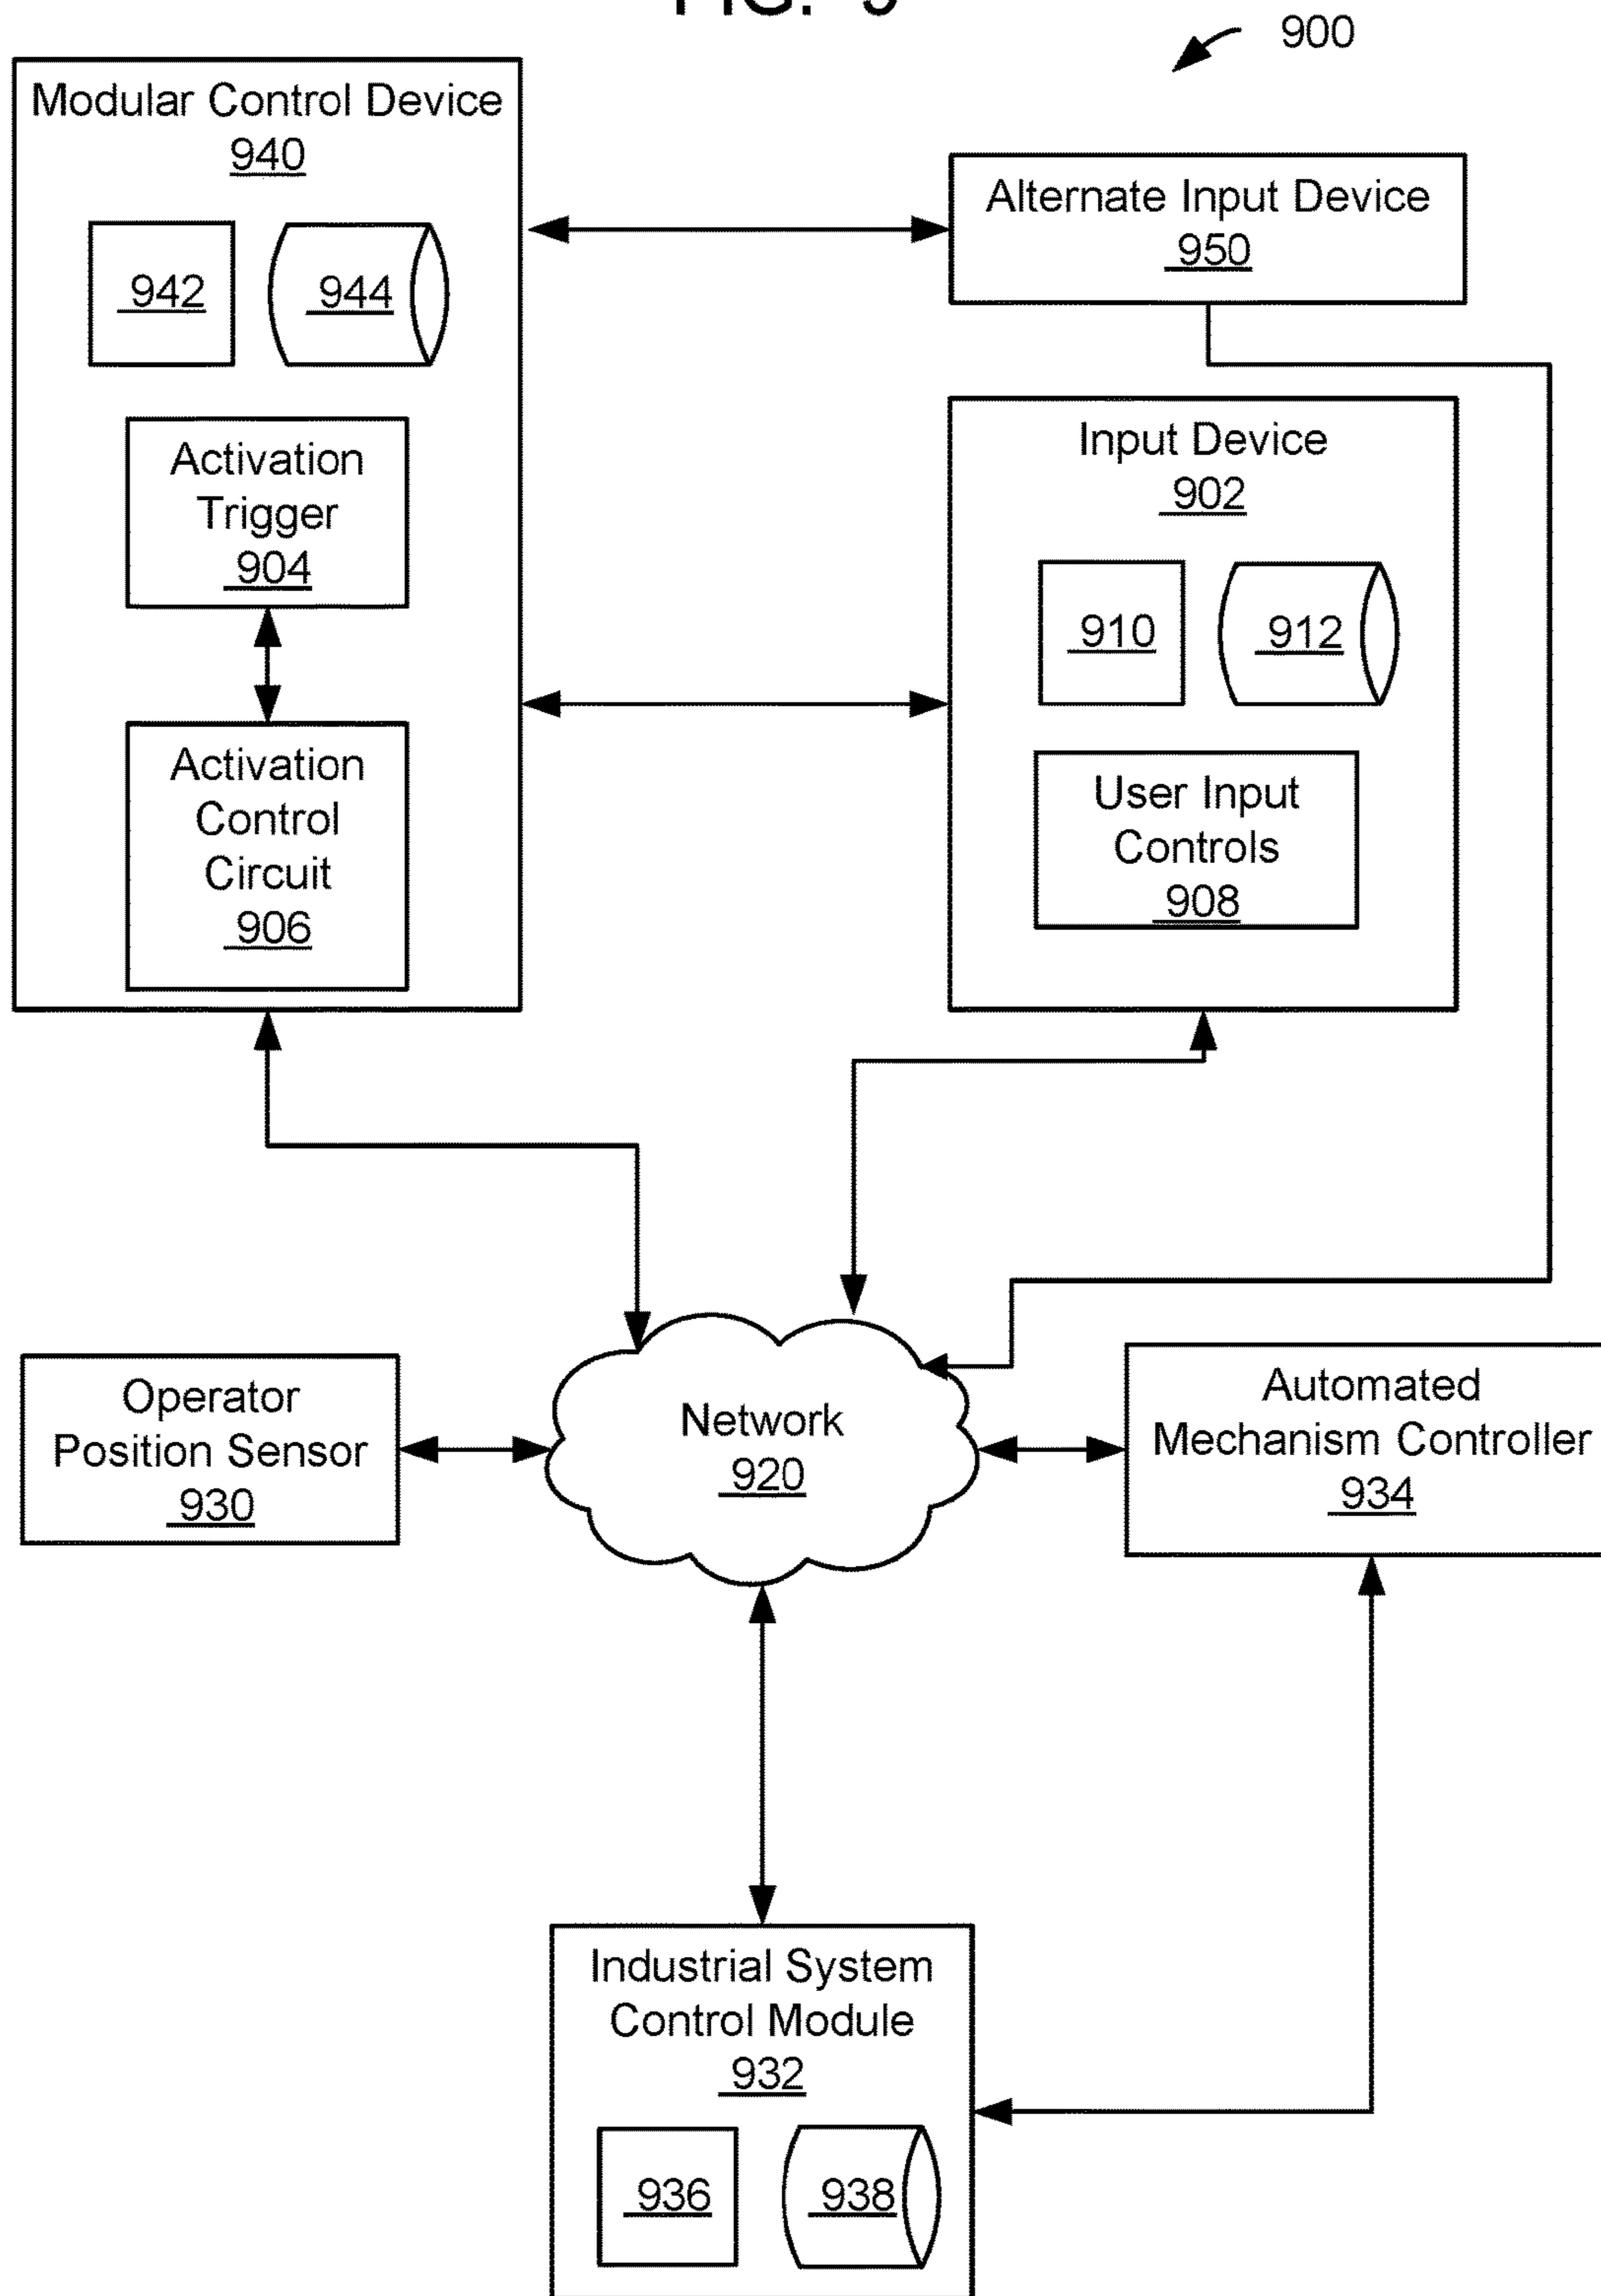 FIG. 9
900
Modular Control Device
940
942
944
Activation
Trigger
904
Activation
Control
Circuit
906
Alternate Input Device
950
Input Device
902
910
912
User Input
Controls
908
Operator
Position Sensor
930
Network
920
Automated
Mechanism Controller
934
Industrial System
Control Module
932
936
938